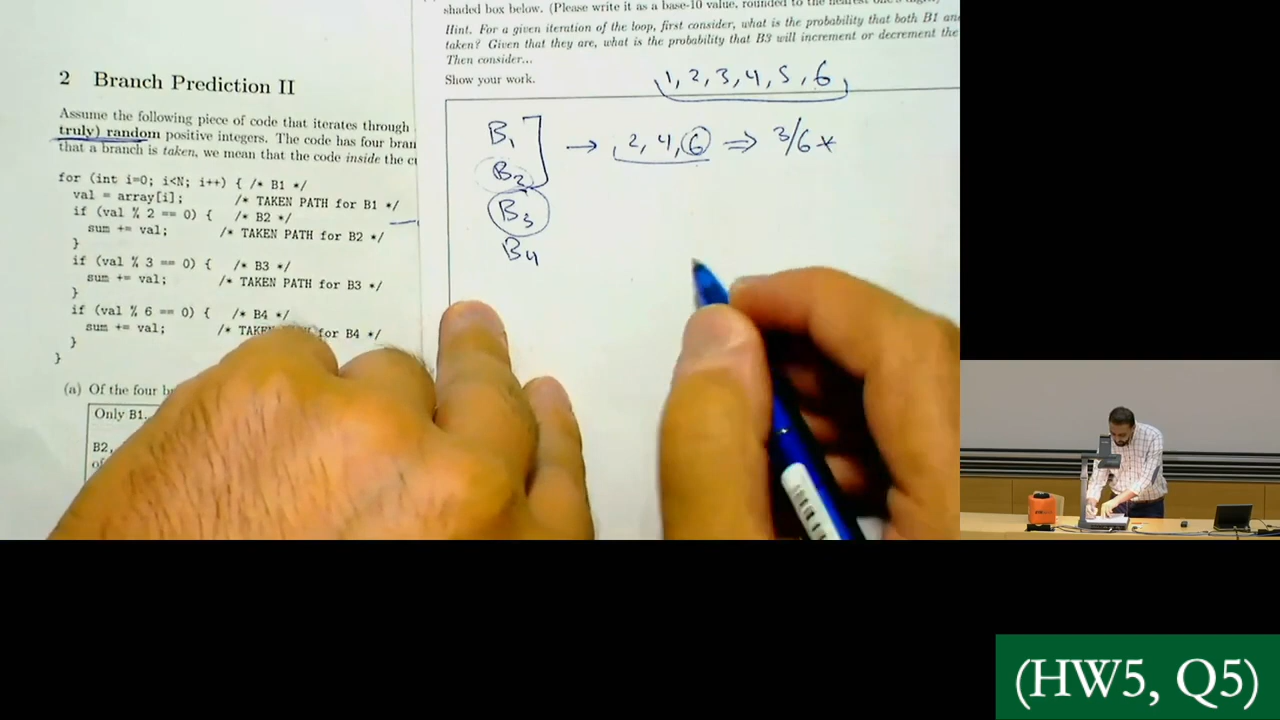 2 Branch Prediction II
Assume the following piece of code that iterates through
truly) random positive integers. The code has four bran
that a branch is taken, we mean that the code inside the cu
for (int i=0; i<N; i++) { /* B1 */
val = array[i]; /* TAKEN PATH for B1 */
if (val % 2 == 0) { /* B2 */
sum += val; /* TAKEN PATH for B2 */
}
if (val % 3 == 0) { /* B3 */
sum += val; /* TAKEN PATH for B3 */
}
if (val % 6 == 0) { /* B4 */
sum += val; /* TAKE for B4 */
}
}
(a) Of the four b
Only B1.
B2,
shaded box below. (Please write it as a base-10 value, rounded to the nearest one's
Hint. For a given iteration of the loop, first consider, what is the probability that both B1 an
taken? Given that they are, what is the probability that B3 will increment or decrement the
Then consider...
Show your work.
1, 2, 3, 4, 5, 6
B1
B2
B3
B4
→ 2, 4, 6 ⇒ 3/6 *
(HW5, Q5)